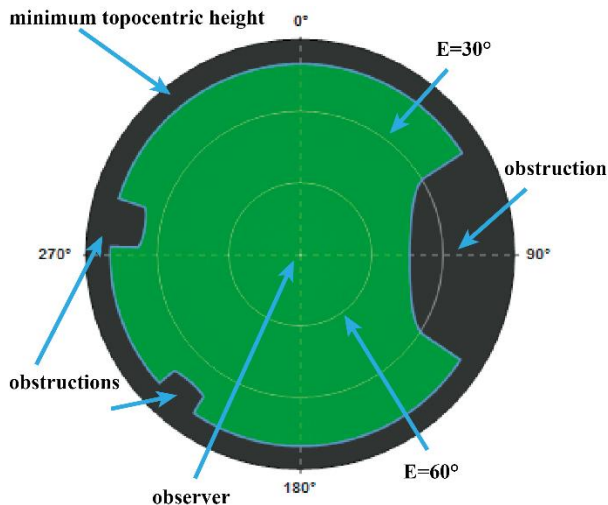 minimum topocentric height
0°
E=30°
obstruction
270°
90°
obstructions
E=60°
observer
180°